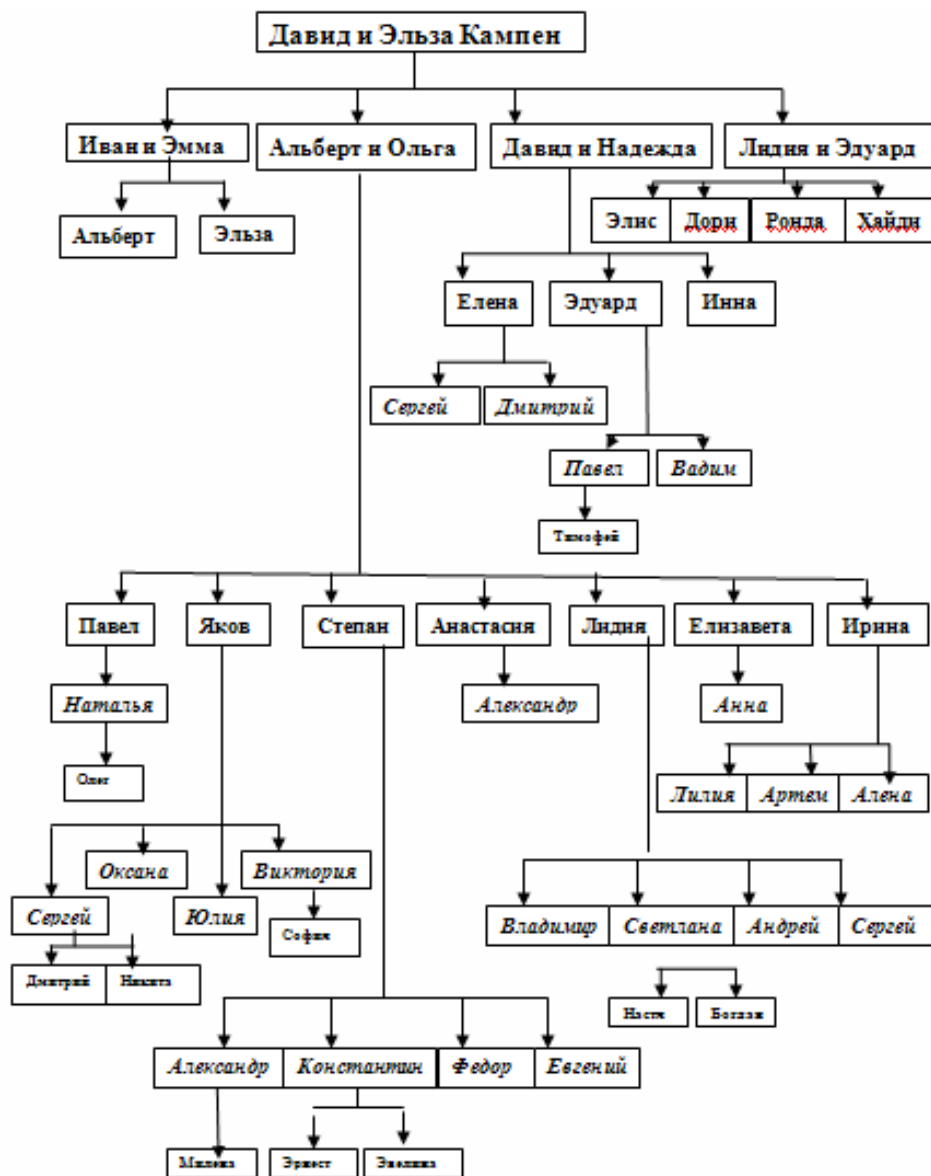 Давид и Эльза Кампен
Иван и Эмма
Альберт и Ольга
Давид и Надежда
Лидия и Эдуард
Альберт
Эльза
Элис
Дори
Ронда
Хайди
Елена
Эдуард
Инна
Сергей
Дмитрий
Павел
Вадим
Тимофей
Павел
Яков
Степан
Анастасия
Лидия
Елизавета
Ирина
Наталья
Александр
Анна
Олег
Лилия
Артем
Алена
Оксана
Виктория
Сергей
Юлия
София
Владимир
Светлана
Андрей
Сергей
Дмитрий
Никита
Настя
Богдан
Александр
Константин
Федор
Евгений
Милена
Эрнест
Эвелина